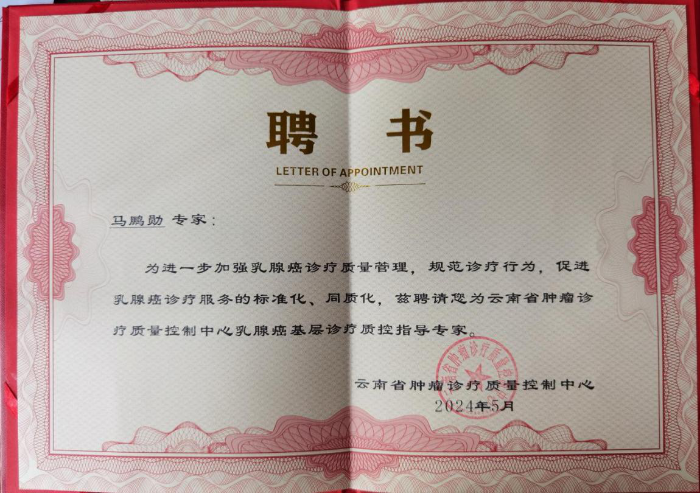 聘书
LETTER OF APPOINTMENT
马鹏勋 专家：
为进一步加强乳腺癌诊疗质量管理，规范诊疗行为，促进
乳腺癌诊疗服务的标准化、同质化，兹聘请您为云南省肿瘤诊
疗质量控制中心乳腺癌基层诊疗质控指导专家。
云南省肿瘤诊疗质量控制中心
2024年5月